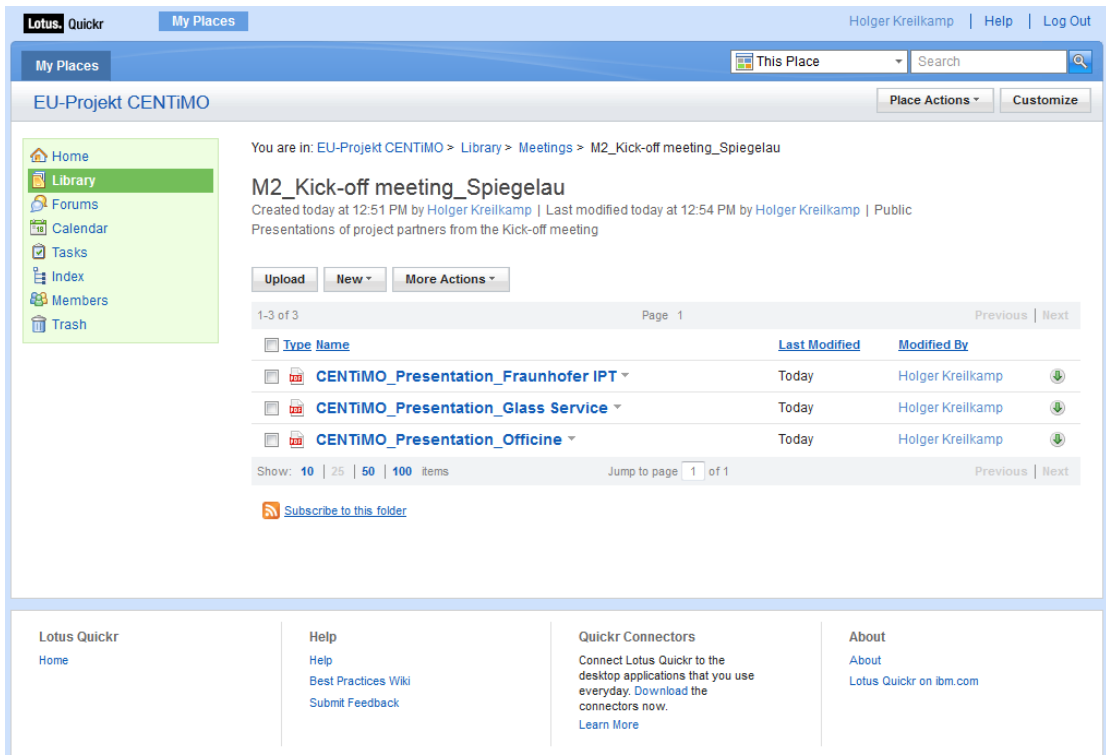 Lotus. Quickr My Places Holger Kreilkamp | Help | Log Out
My Places This Place Search
EU-Projekt CENTiMO Place Actions Customize
Home
Library
Forums
Calendar
Tasks
Index
Members
Trash
You are in: EU-Projekt CENTiMO > Library > Meetings > M2_Kick-off meeting_Spiegelau
M2_Kick-off meeting_Spiegelau
Created today at 12:51 PM by Holger Kreilkamp | Last modified today at 12:54 PM by Holger Kreilkamp | Public
Presentations of project partners from the Kick-off meeting
Upload New More Actions
1-3 of 3 Page 1 Previous | Next
Type Name Last Modified Modified By
CENTiMO_Presentation_Fraunhofer IPT Today Holger Kreilkamp
CENTiMO_Presentation_Glass Service Today Holger Kreilkamp
CENTiMO_Presentation_Officine Today Holger Kreilkamp
Show: 10 | 25 | 50 | 100 items Jump to page 1 of 1 Previous | Next
Subscribe to this folder
Lotus Quickr
Home
Help
Help
Best Practices Wiki
Submit Feedback
Quickr Connectors
Connect Lotus Quickr to the
desktop applications that you use
everyday. Download the
connectors now.
Learn More
About
About
Lotus Quickr on ibm.com